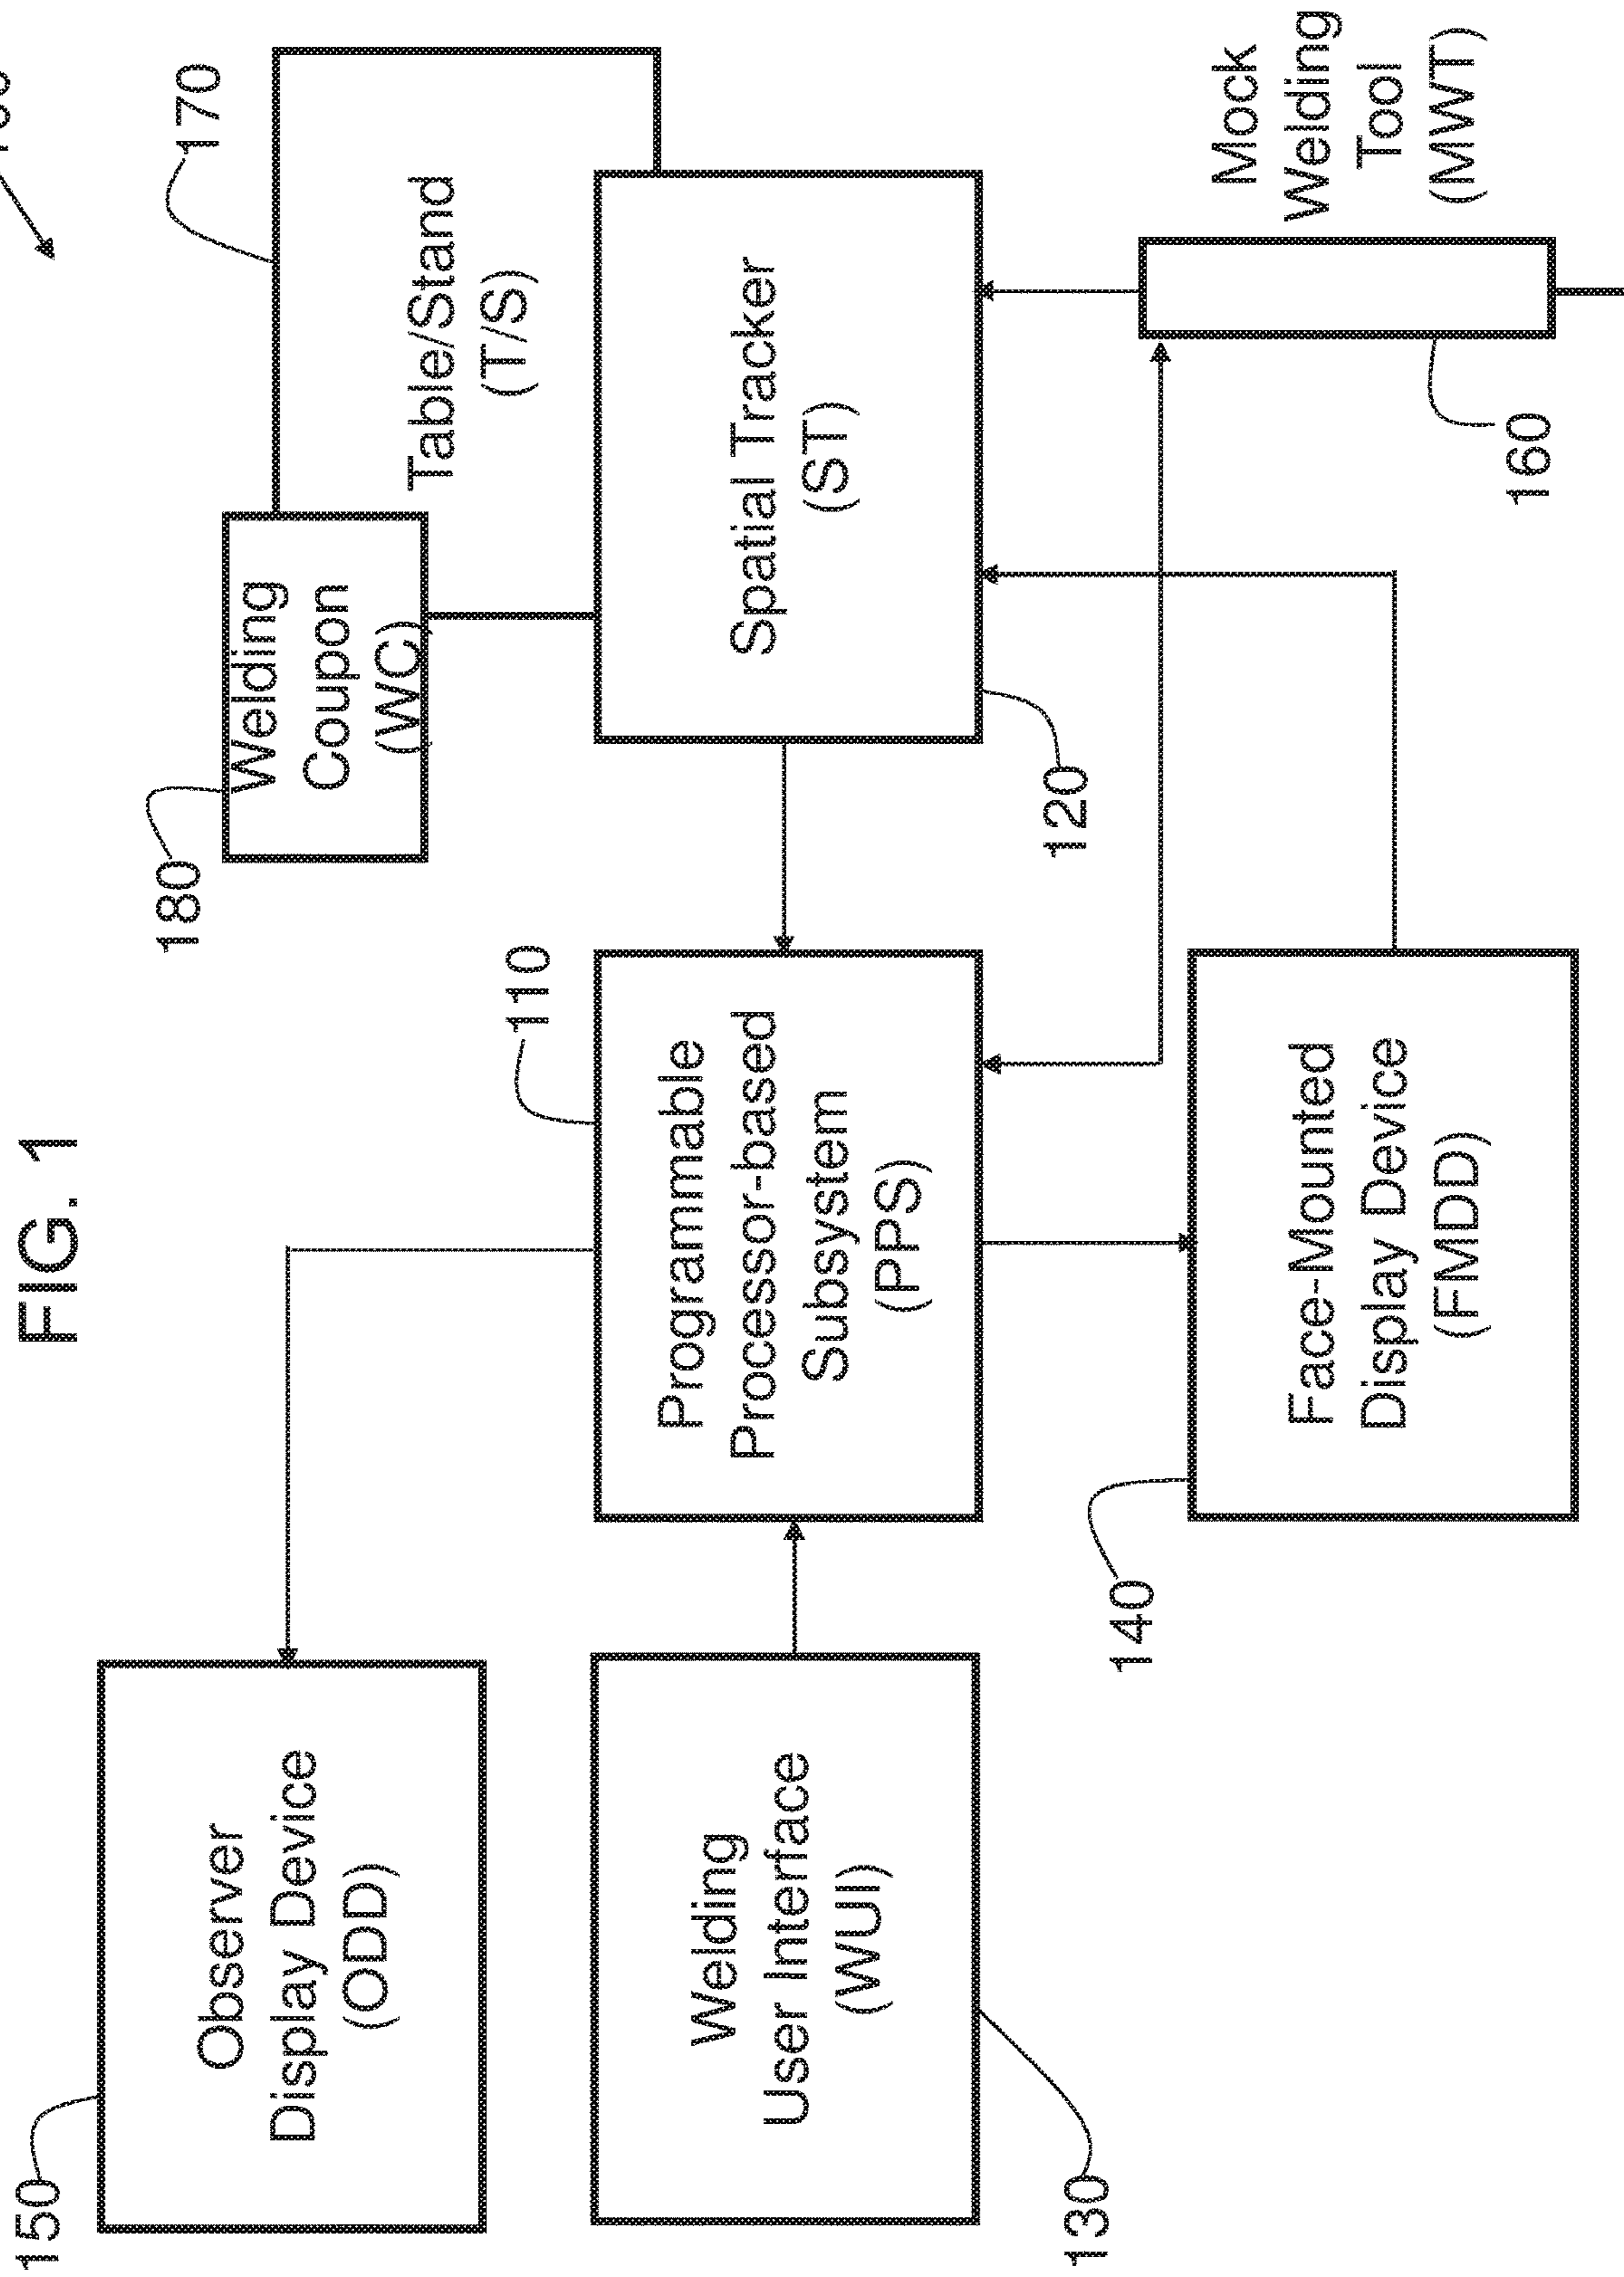 FIG. 1
150
Observer
Display Device
(ODD)
180
Welding
Coupon
(WC)
170
Table/Stand
(T/S)
110
Welding
User Interface
(WUI)
Programmable
Processor-based
Subsystem
(PPS)
Spatial Tracker
(ST)
130
140
120
Face-Mounted
Display Device
(FMDD)
160
Mock
Welding
Tool
(MWT)